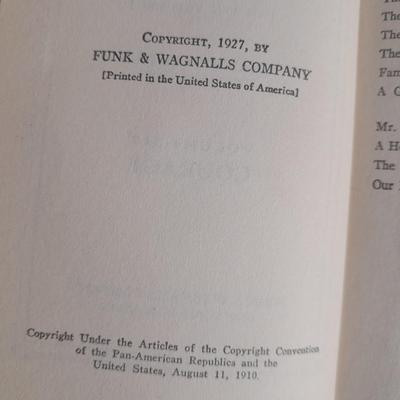 COPYRIGHT, 1927, BY
FUNK & WAGNALLS COMPANY
[Printed in the United States of America]
Copyright Under the Articles of the Copyright Convention
of the Pan-American Republics and the
United States, August 11, 1910.
The
The
The
A
Mr.
A
The
Our